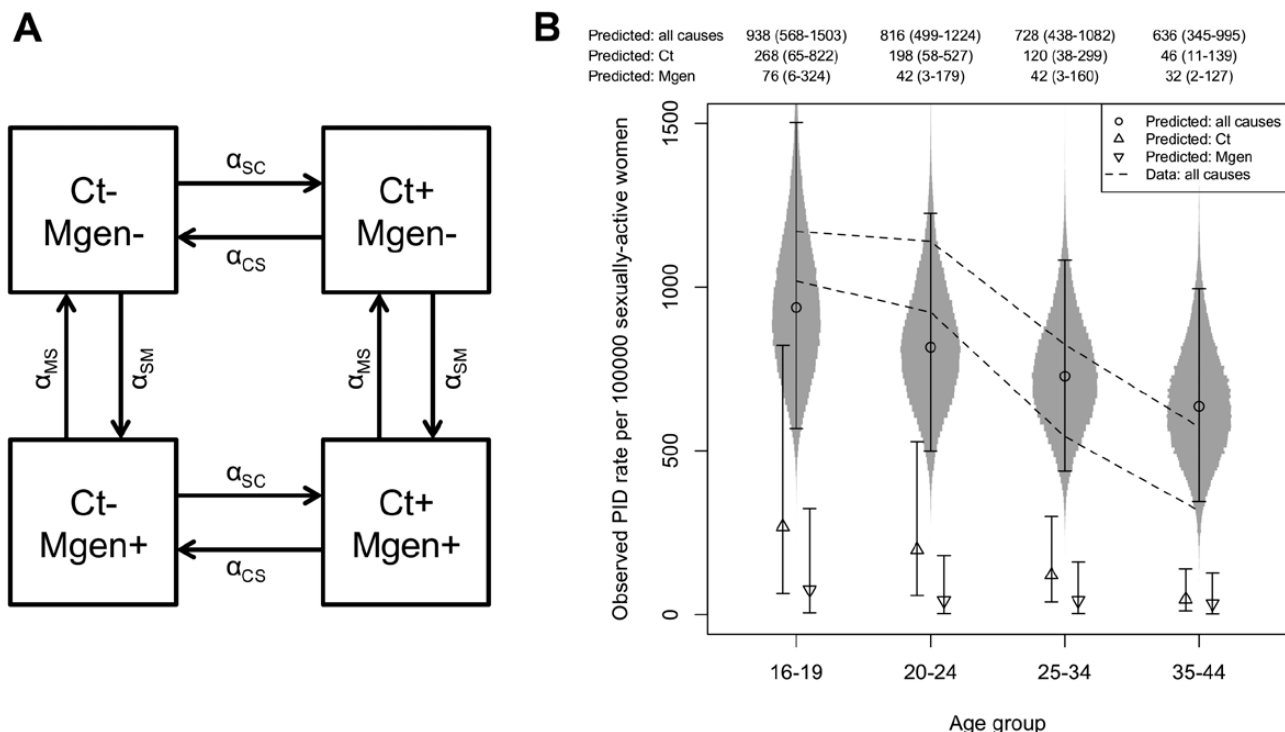 A
Ct-
Mgen-
αSC
αCS
Ct+
Mgen-
αMS
αSM
αMS
αSM
Ct-
Mgen+
αSC
αCS
Ct+
Mgen+
B
Predicted: all causes 938 (568-1503) 816 (499-1224) 728 (438-1082) 636 (345-995)
Predicted: Ct 268 (65-822) 198 (58-527) 120 (38-299) 46 (11-139)
Predicted: Mgen 76 (6-324) 42 (3-179) 42 (3-160) 32 (2-127)
Observed PID rate per 100000 sexually-active women
1500
1000
500
0
Predicted: all causes
Predicted: Ct
Predicted: Mgen
Data: all causes
16-19 20-24 25-34 35-44
Age group